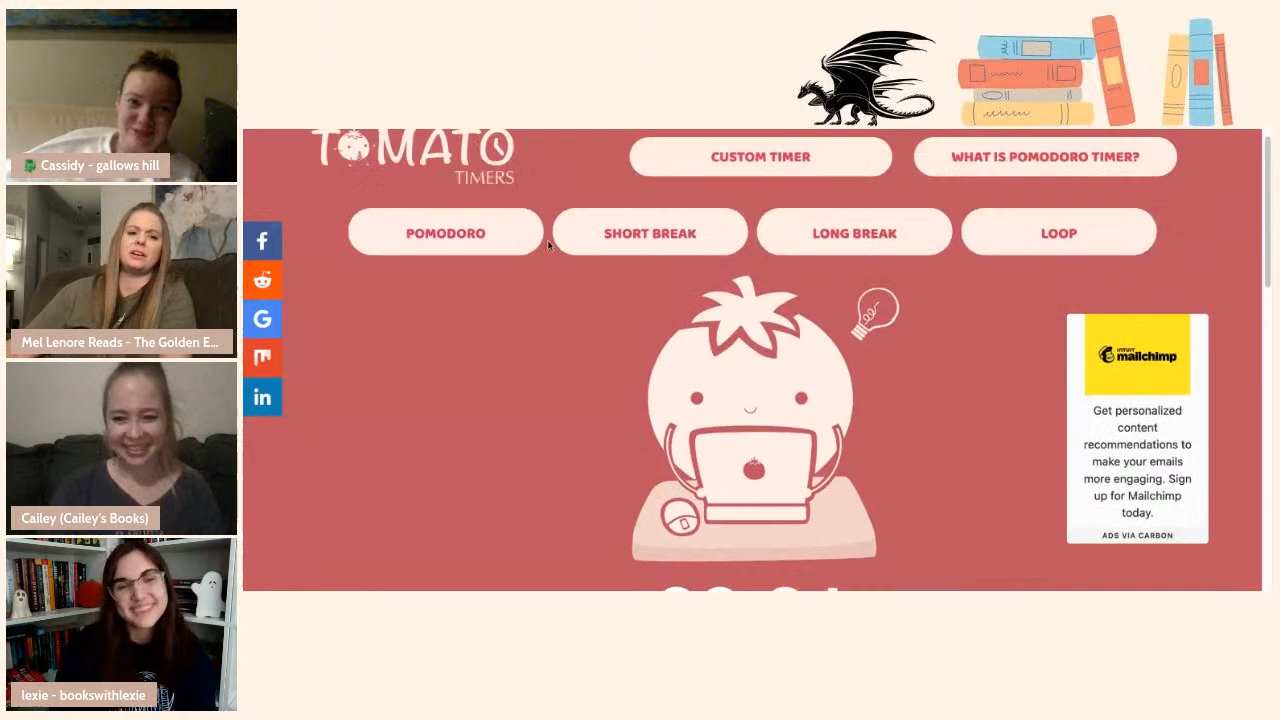 Cassidy - gallows hill
Mel Lenore Reads - The Golden E...
Cailey (Cailey's Books)
lexie - bookswithlexie
TOMATO
TIMERS
CUSTOM TIMER
WHAT IS POMODORO TIMER?
POMODORO
SHORT BREAK
LONG BREAK
LOOP
INTUIT
mailchimp
Get personalized
content
recommendations to
make your emails
more engaging. Sign
up for Mailchimp
today.
ADS VIA CARBON